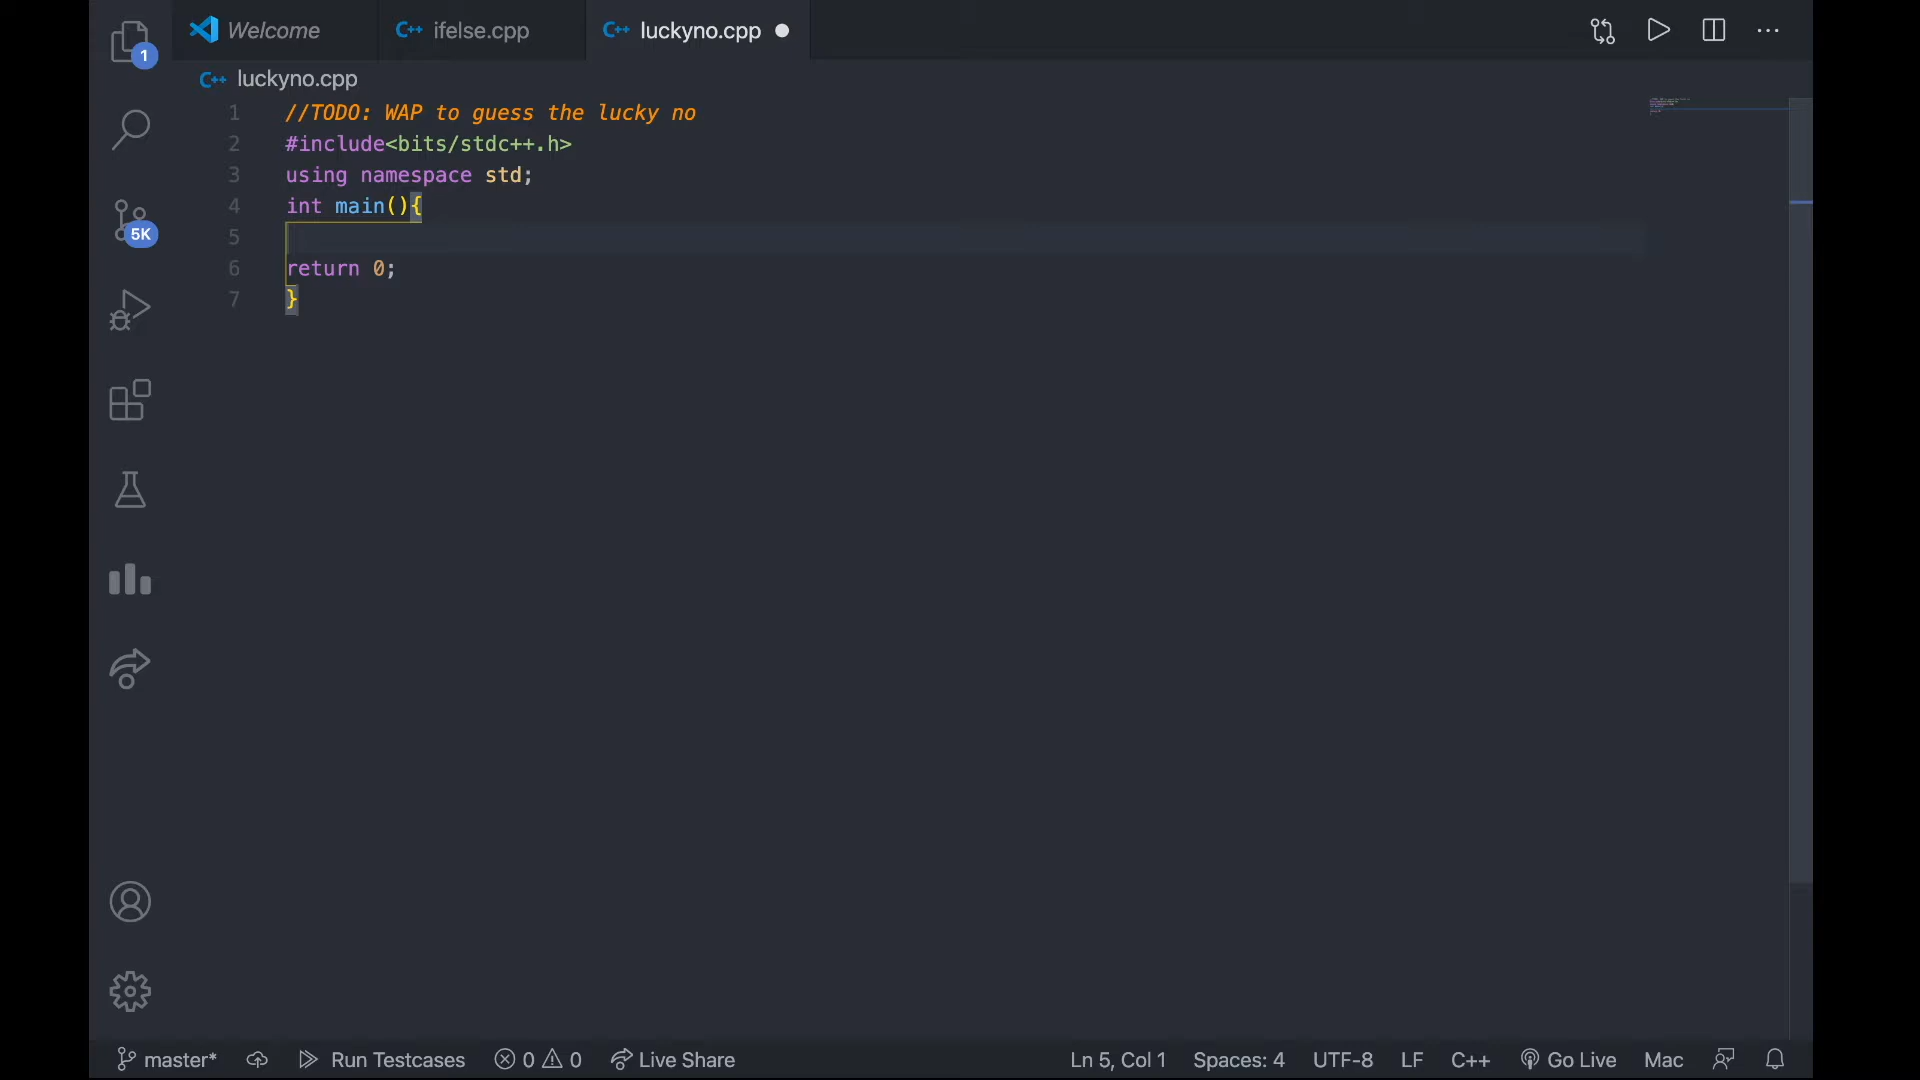 1
Welcome
C++ ifelse.cpp
C++ luckyno.cpp
C++ luckyno.cpp
1 //TODO: WAP to guess the lucky no
2 #include<bits/stdc++.h>
3 using namespace std;
4 int main(){
5
6 return 0;
7 }
5K
master*
Run Testcases
0 0
Live Share
Ln 5, Col 1
Spaces: 4
UTF-8
LF
C++
Go Live
Mac